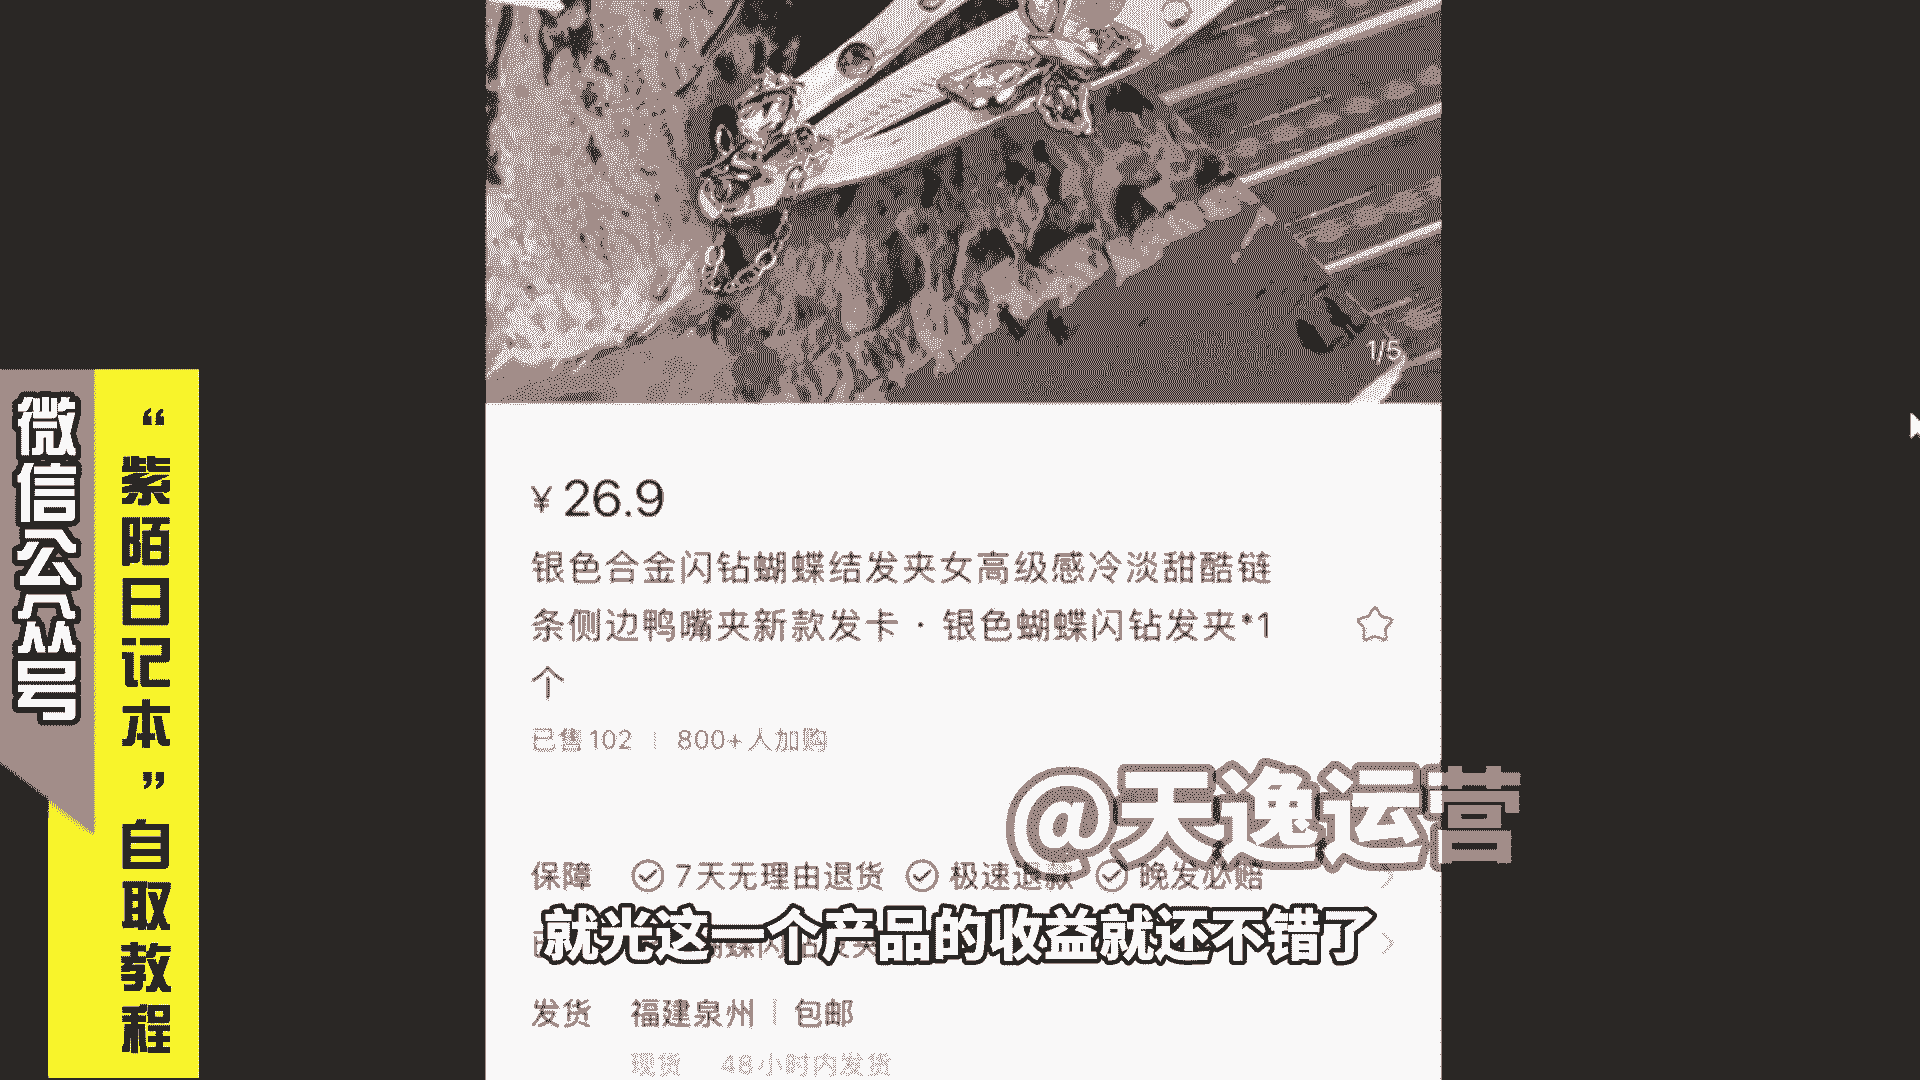 微信公众号
“紫陌日记本”自取教程
1/5
¥26.9
银色合金闪钻蝴蝶结发夹女高级感冷淡甜酷链
条侧边鸭嘴夹新款发卡·银色蝴蝶闪钻发夹*1
个
已售102 | 800+人加购
@天逸运营
保障 7天无理由退货 极速退款 晚发必赔
就光这一个产品的收益就还不错了
发货 福建泉州 | 包邮
现货 48小时内发货